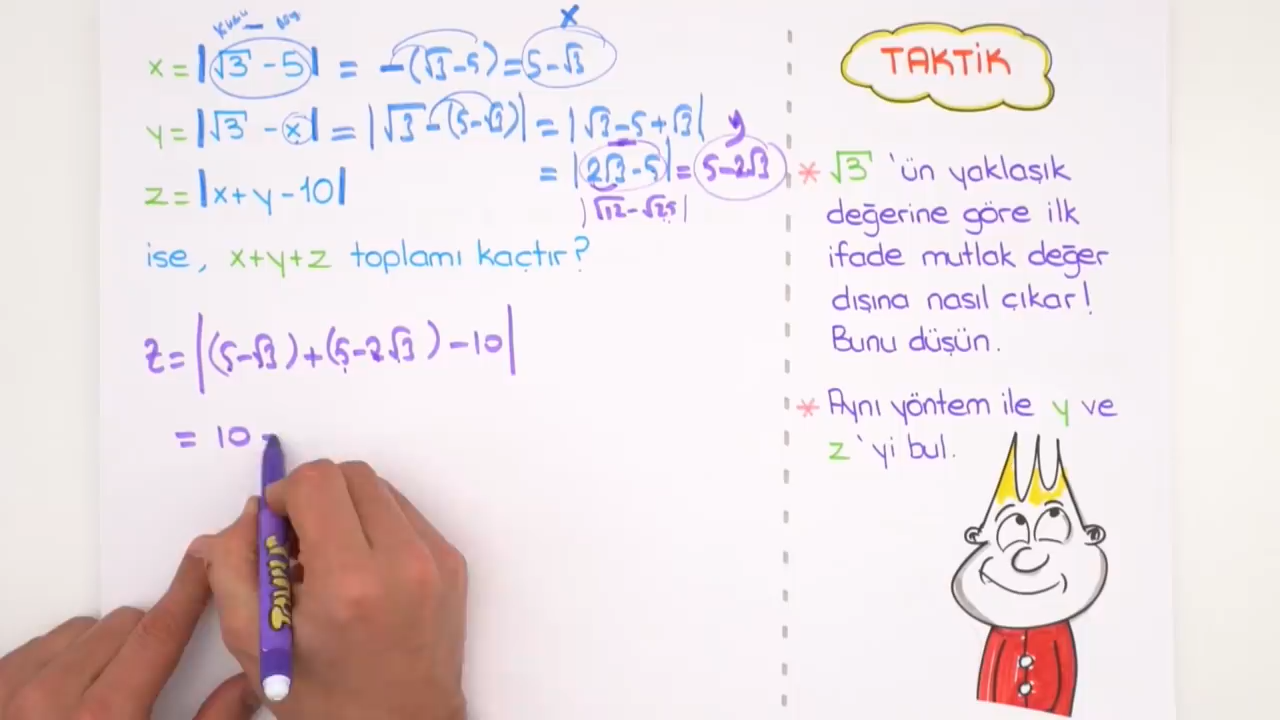 x = |√3 - 5| = -(√3-5) = 5-√3
x
y = |√3 - x| = |√3-(5-√3)| = |√3-5+√3|
y
= |2√3-5| = 5-2√3
|√12-√25|
z = |x+y-10|
ise, x+y+z toplamı kaçtır?
z = |(5-√3)+(5-2√3)-10|
= 10 -
TAKTİK
* √3 'ün yaklaşık
değerine göre ilk
ifade mutlak değer
dışına nasıl çıkar!
Bunu düşün.
* Aynı yöntem ile y ve
z 'yi bul.